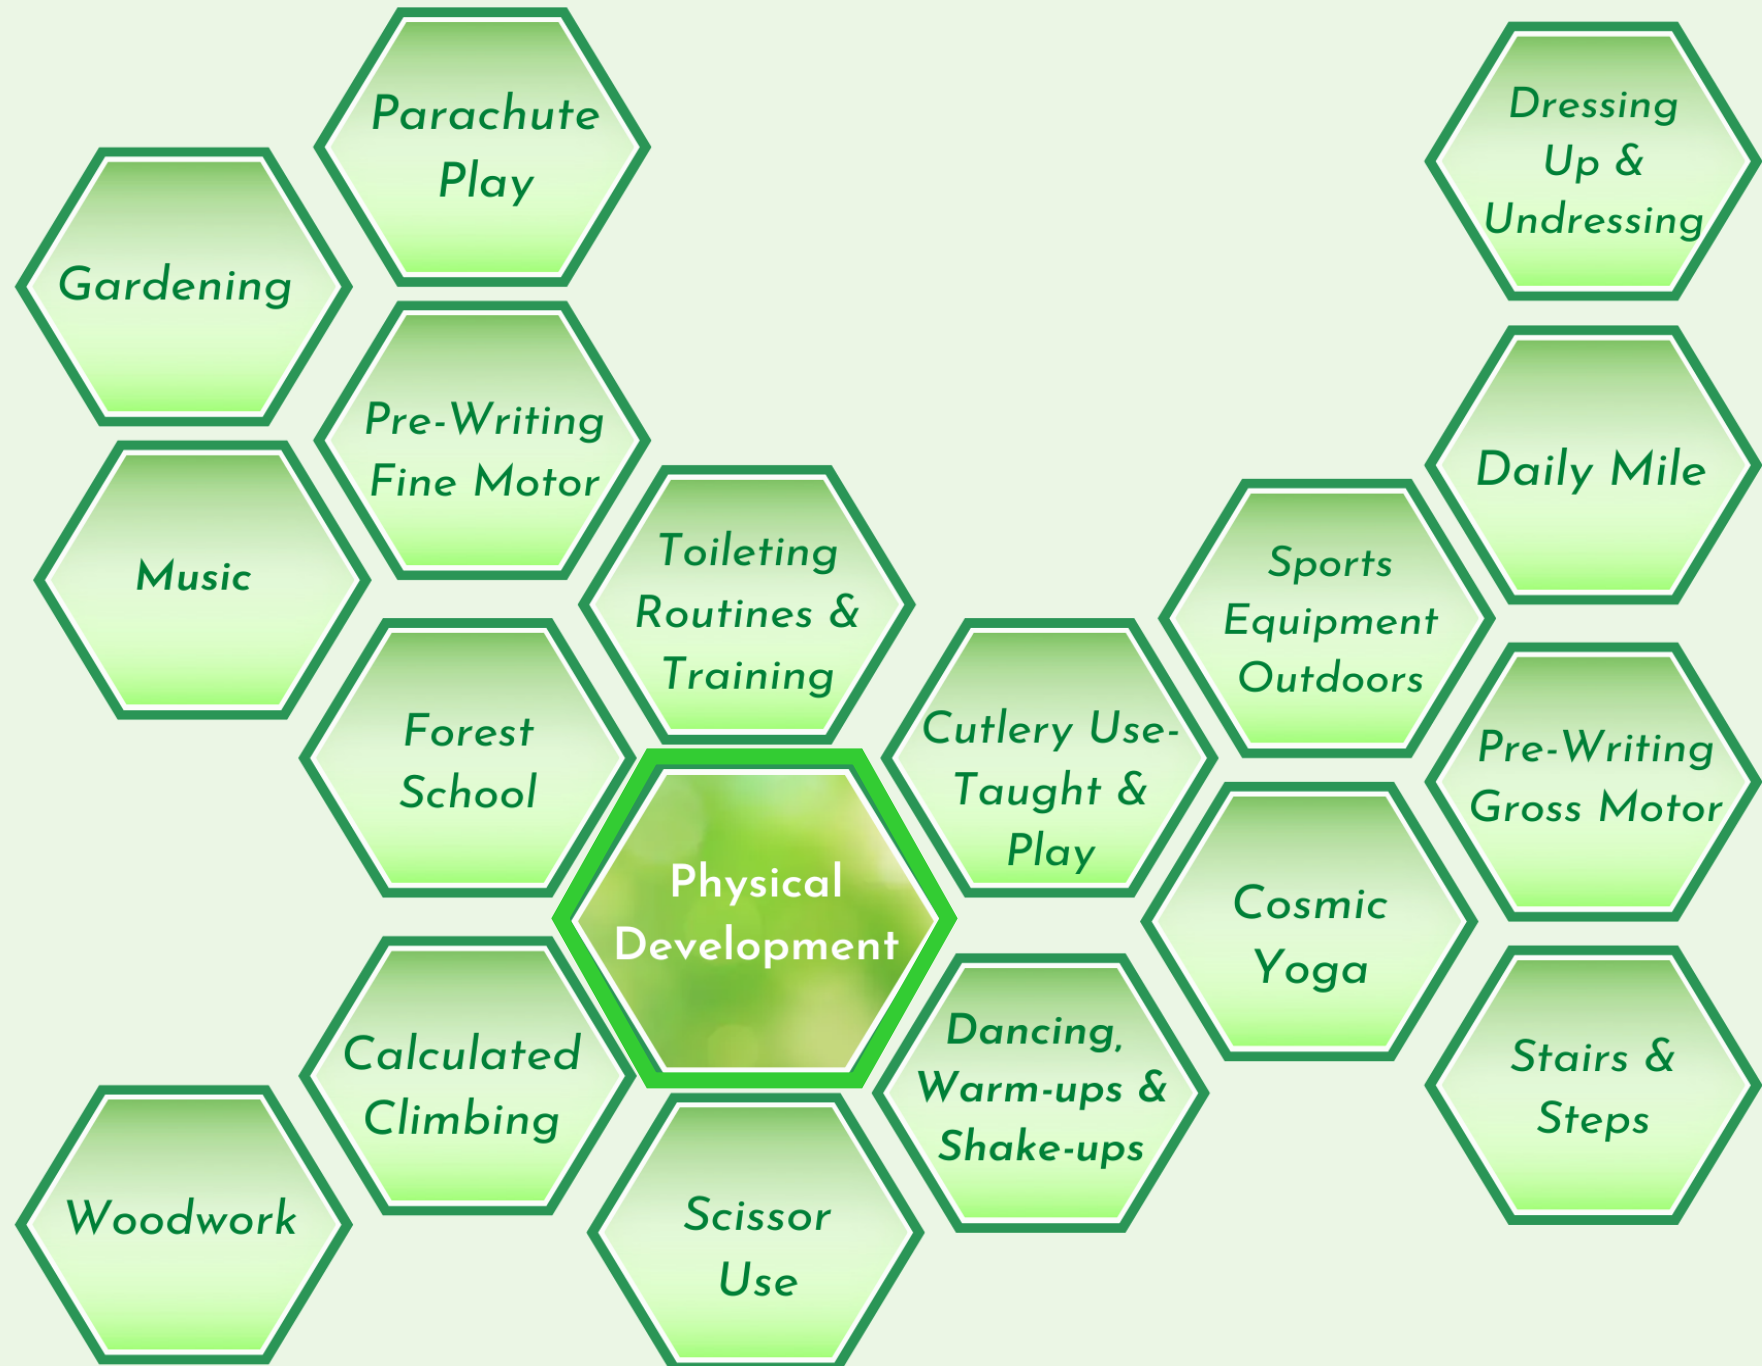 Parachute
Play
Dressing
Up &
Undressing
Gardening
Pre-Writing
Fine Motor
Daily Mile
Music
Toileting
Routines &
Training
Sports
Equipment
Outdoors
Forest
School
Cutlery Use-
Taught &
Play
Pre-Writing
Gross Motor
Physical
Development
Cosmic
Yoga
Calculated
Climbing
Dancing,
Warm-ups &
Shake-ups
Stairs &
Steps
Woodwork
Scissor
Use